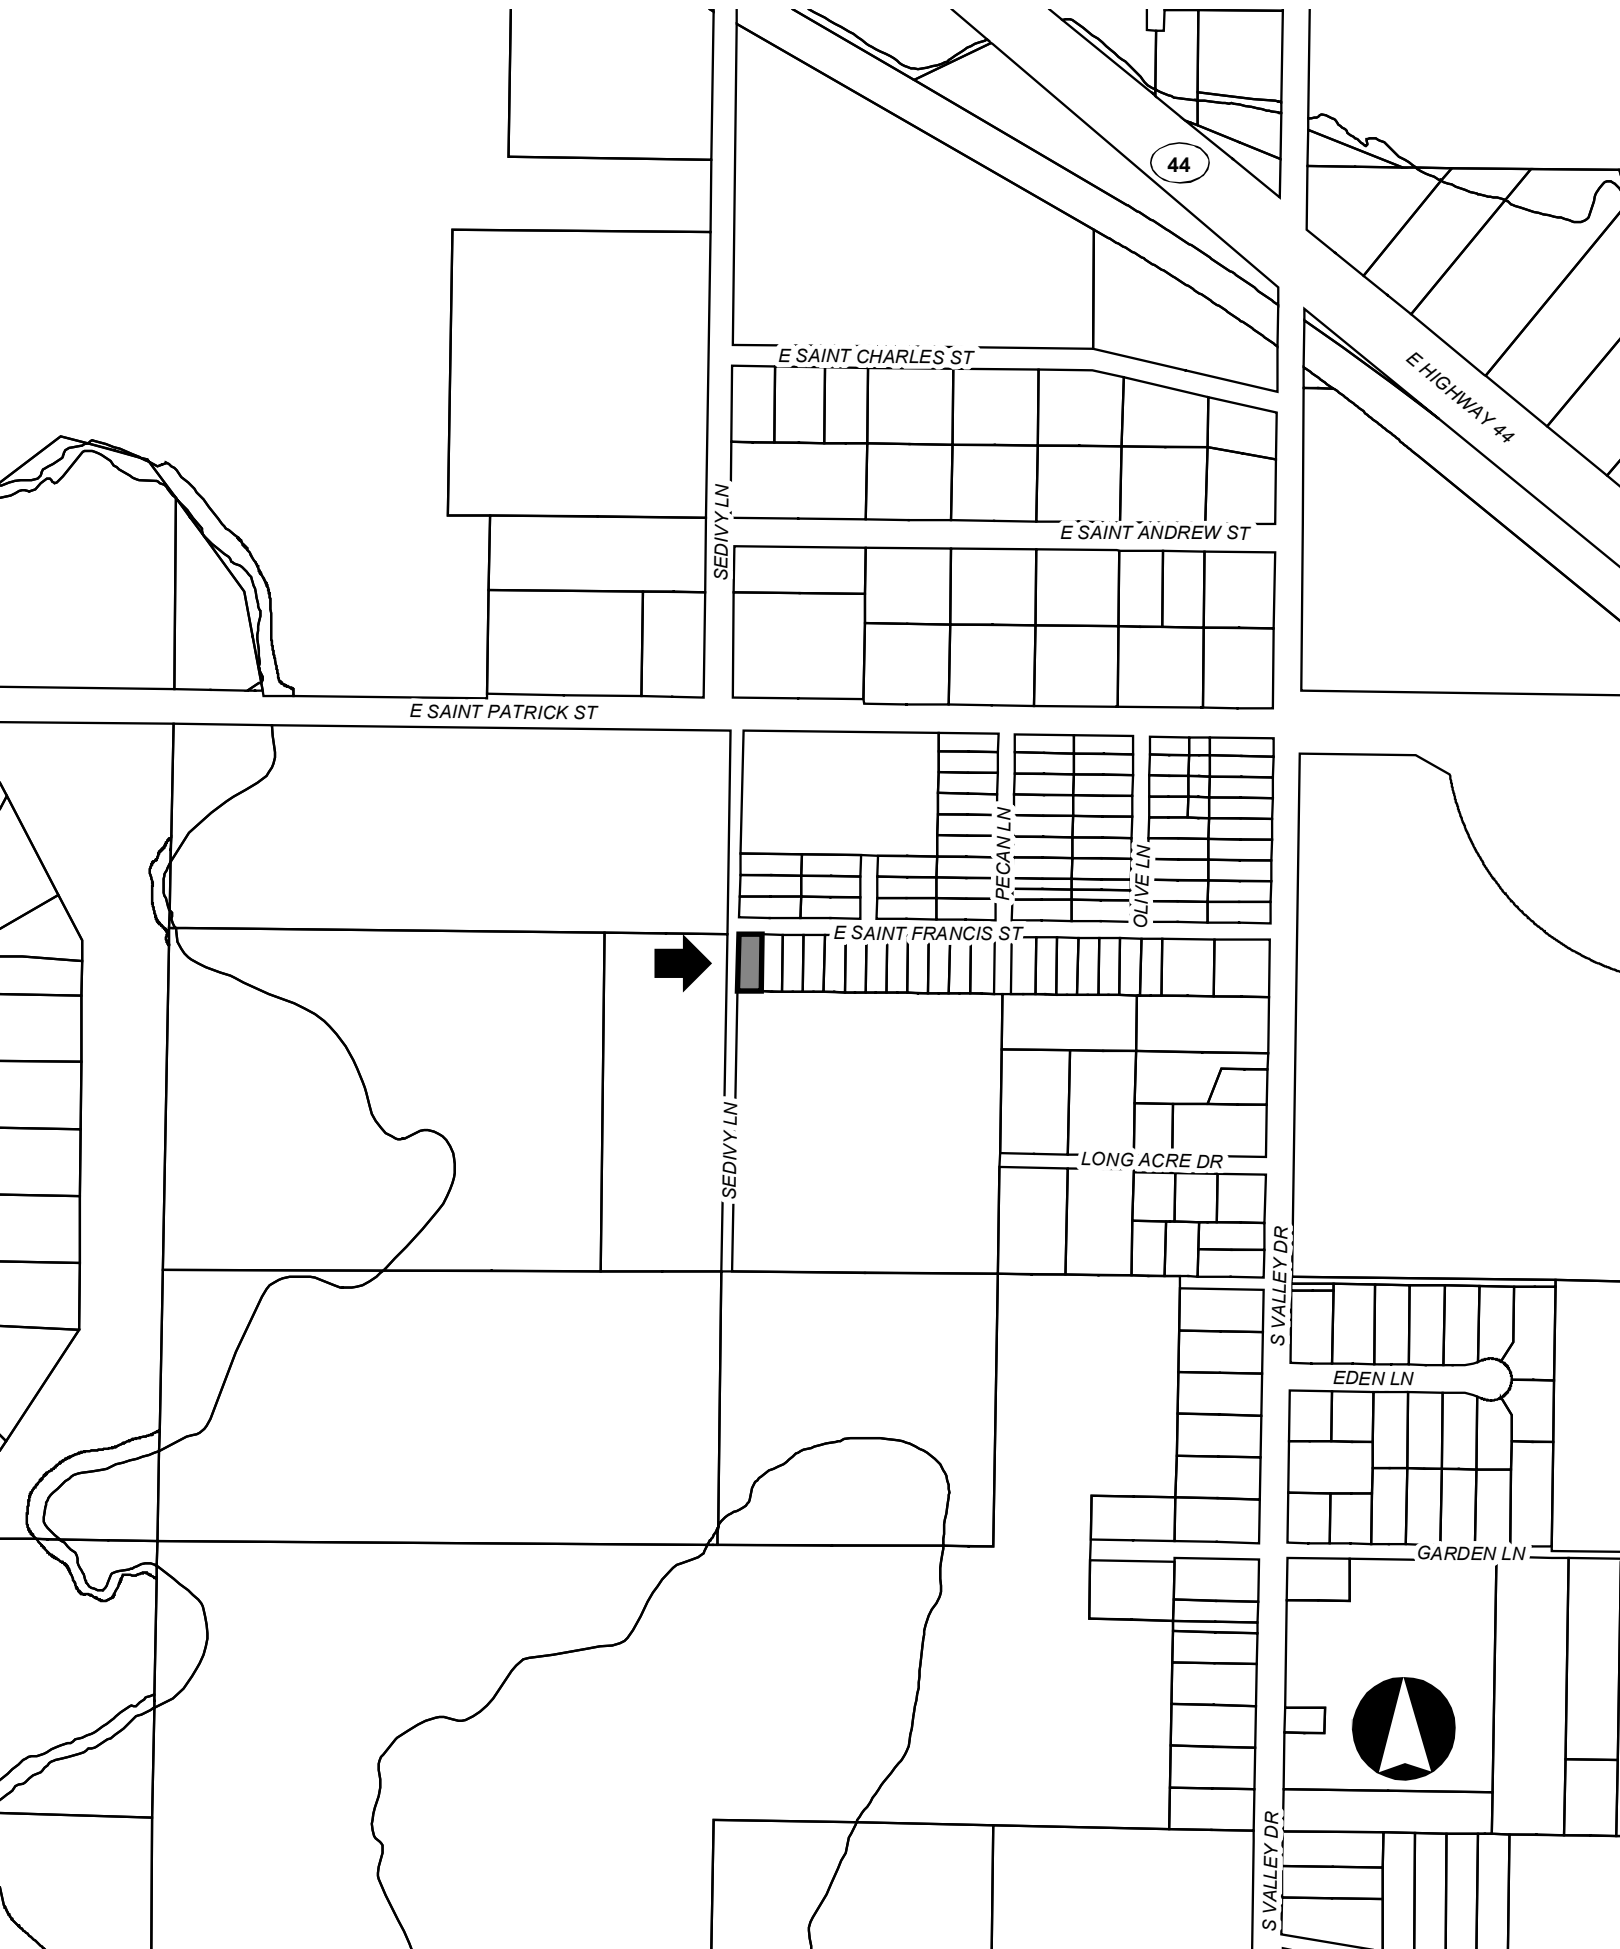 44
E SAINT CHARLES ST
E HIGHWAY 44
SEDIVY LN
E SAINT ANDREW ST
E SAINT PATRICK ST
PECAN LN
OLIVE LN
E SAINT FRANCIS ST
SEDIVY LN
LONG ACRE DR
S VALLEY DR
EDEN LN
GARDEN LN
S VALLEY DR